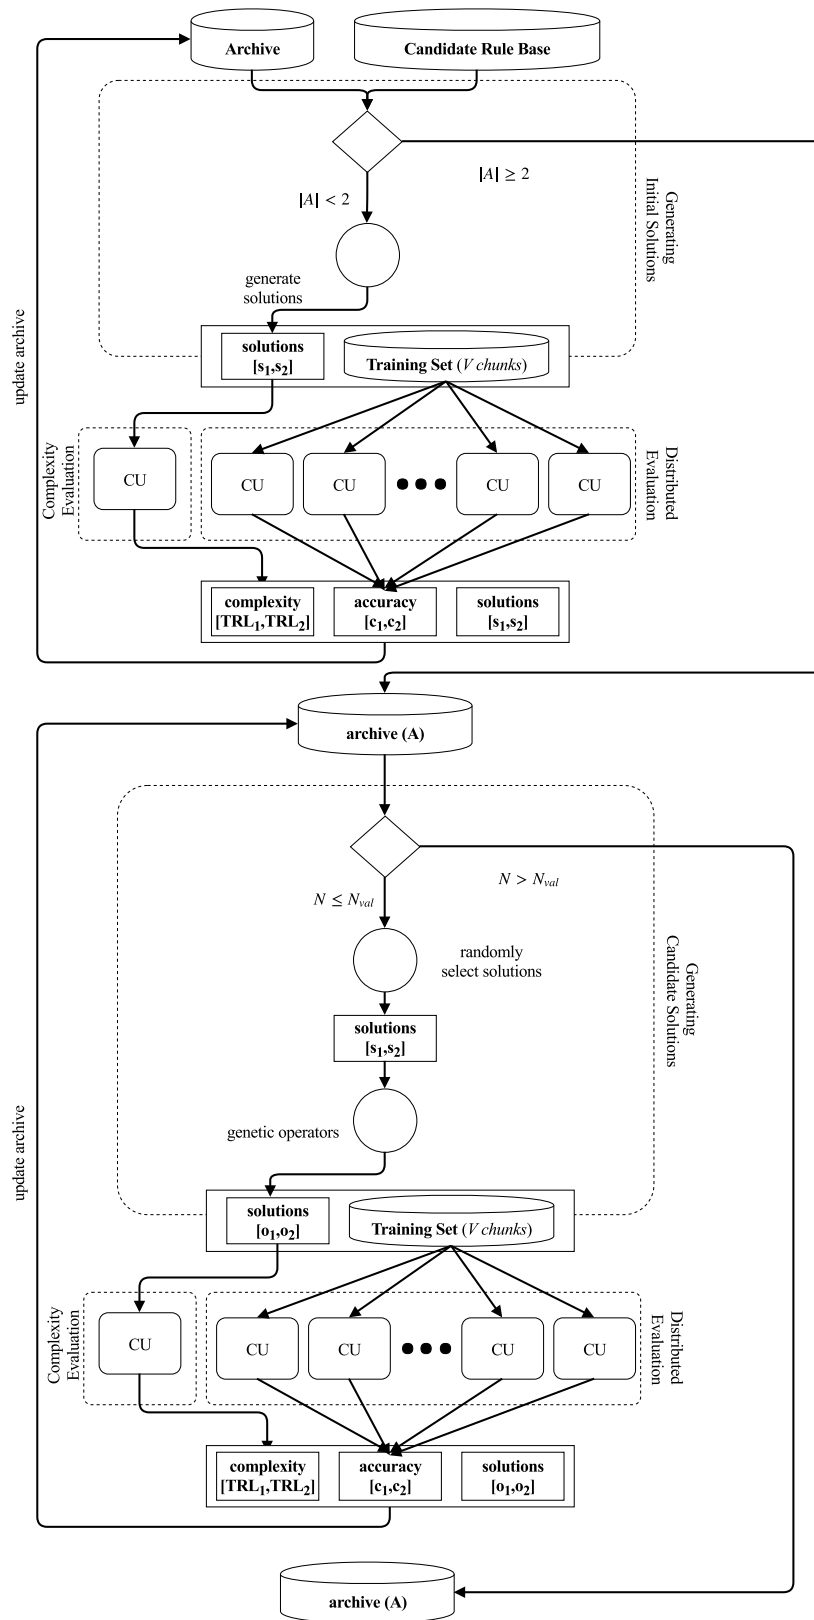 Archive
Candidate Rule Base
|A| ≥ 2
|A| < 2
Generating
Initial Solutions
generate
solutions
update archive
solutions
[s1,s2]
Training Set (V chunks)
Complexity
Evaluation
CU
CU
CU
CU
CU
Distributed
Evaluation
complexity
[TRL1,TRL2]
accuracy
[c1,c2]
solutions
[s1,s2]
archive (A)
N > Nval
N ≤ Nval
randomly
select solutions
Generating
Candidate Solutions
solutions
[s1,s2]
genetic operators
update archive
solutions
[o1,o2]
Training Set (V chunks)
Complexity
Evaluation
CU
CU
CU
CU
CU
Distributed
Evaluation
complexity
[TRL1,TRL2]
accuracy
[c1,c2]
solutions
[o1,o2]
archive (A)